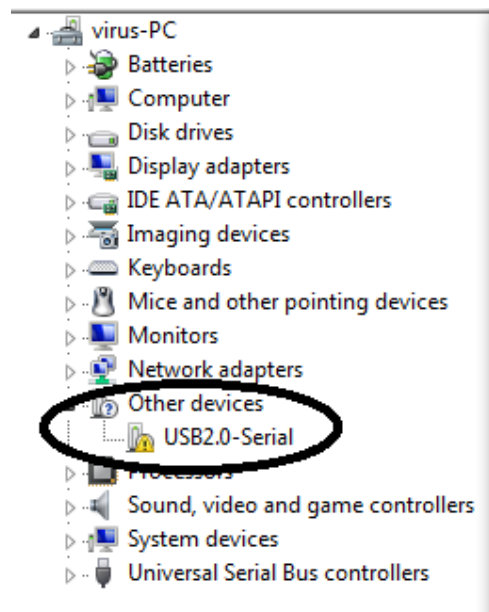 virus-PC
Batteries
Computer
Disk drives
Display adapters
IDE ATA/ATAPI controllers
Imaging devices
Keyboards
Mice and other pointing devices
Monitors
Network adapters
Other devices
USB2.0-Serial
Processors
Sound, video and game controllers
System devices
Universal Serial Bus controllers